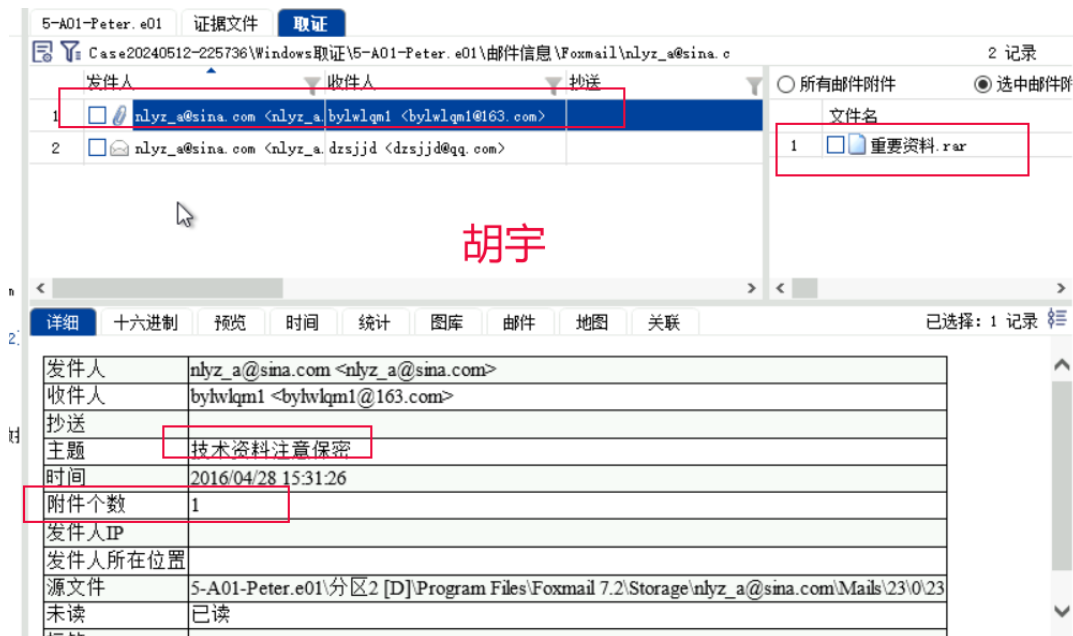 5-A01-Peter.e01 证据文件 取证
Case20240512-225736\Windows取证\5-A01-Peter.e01\邮件信息\Foxmail\nlyz_a@sina.c 2 记录
发件人 收件人 抄送 所有邮件附件 选中邮件附
文件名
1 nlyz_a@sina.com <nlyz_a. bylwlqm1 <bylwlqm1@163.com>
1 重要资料.rar
2 nlyz_a@sina.com <nlyz_a. dzsjjd <dzsjjd@qq.com>
胡宇
详细 十六进制 预览 时间 统计 图库 邮件 地图 关联 已选择: 1 记录
发件人 nlyz_a@sina.com <nlyz_a@sina.com>
收件人 bylwlqm1 <bylwlqm1@163.com>
抄送
主题 技术资料注意保密
时间 2016/04/28 15:31:26
附件个数 1
发件人IP
发件人所在位置
源文件 5-A01-Peter.e01\分区2 [D]\Program Files\Foxmail 7.2\Storage\nlyz_a@sina.com\Mails\23\0\23
未读 已读